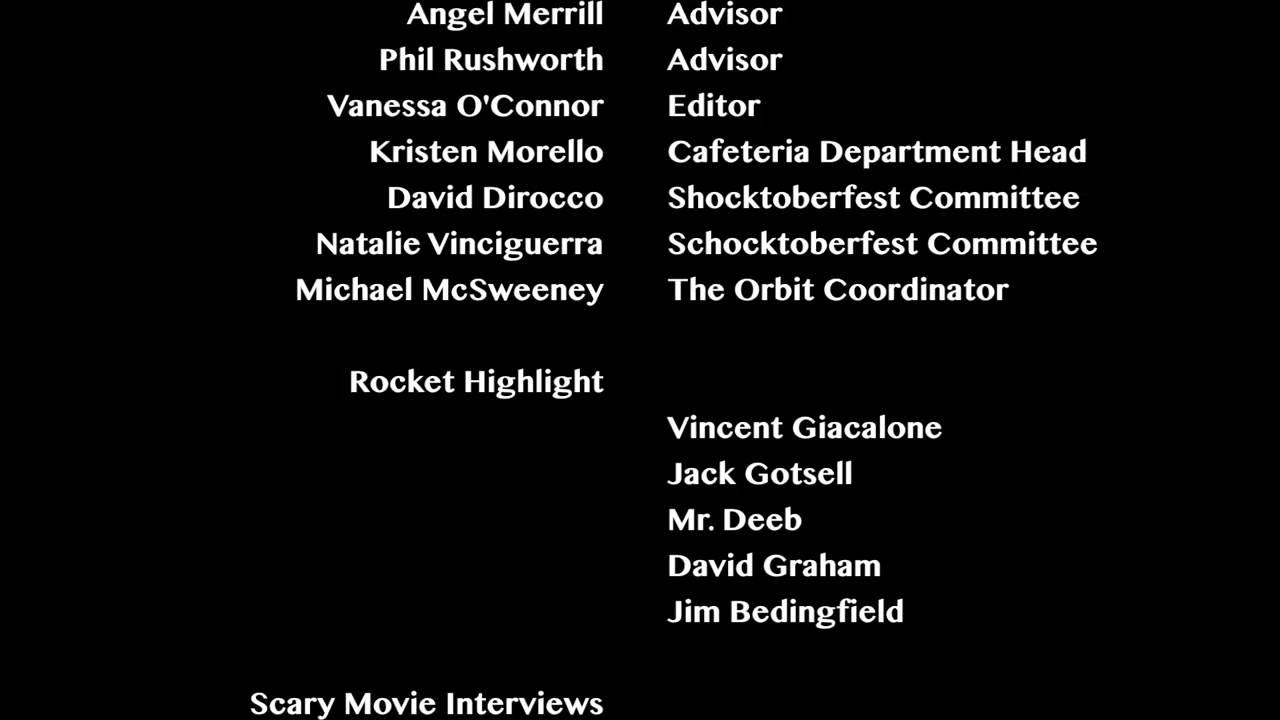 Angel Merrill Advisor
Phil Rushworth Advisor
Vanessa O'Connor Editor
Kristen Morello Cafeteria Department Head
David Dirocco Shocktoberfest Committee
Natalie Vinciguerra Schocktoberfest Committee
Michael McSweeney The Orbit Coordinator
Rocket Highlight
Vincent Giacalone
Jack Gotsell
Mr. Deeb
David Graham
Jim Bedingfield
Scary Movie Interviews